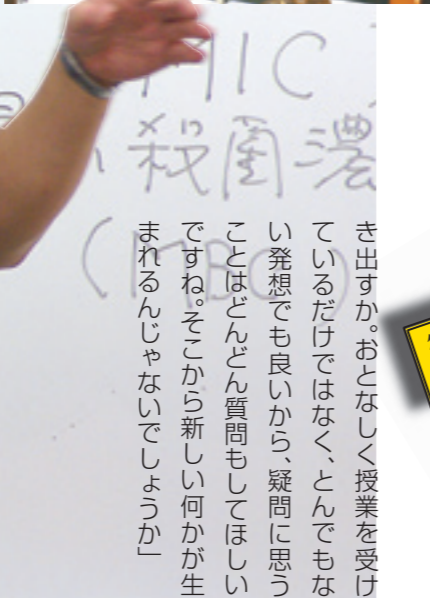 MIC
殺菌濃
(MBC)
き出すか。おとなしく授業を受け
ているだけではなく、とんでもな
い発想でも良いから、疑問に思う
ことはどんどん質問もしてほしい
ですね。そこから新しい何かが生
まれるんじゃないでしょうか」